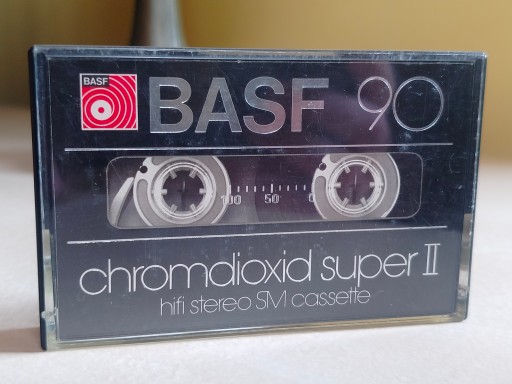 BASF
BASF 90
100 50 0
chromdioxid super II
hifi stereo SM cassette